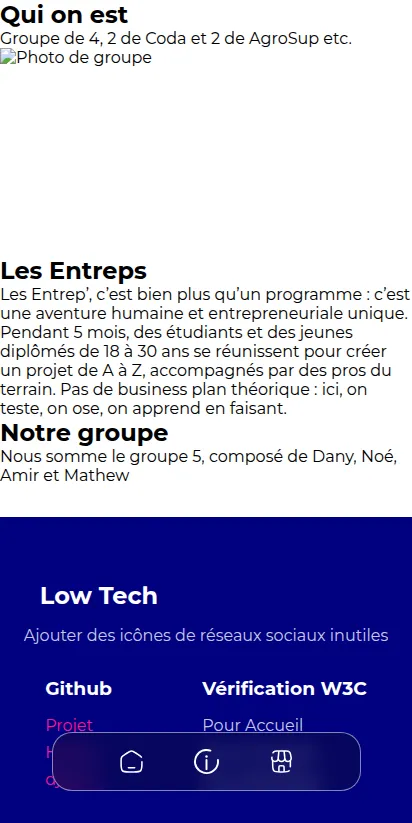 Qui on est
Groupe de 4, 2 de Coda et 2 de AgroSup etc.
Photo de groupe
Les Entreps
Les Entrep’, c’est bien plus qu’un programme : c’est
une aventure humaine et entrepreneuriale unique.
Pendant 5 mois, des étudiants et des jeunes
diplômés de 18 à 30 ans se réunissent pour créer
un projet de A à Z, accompagnés par des pros du
terrain. Pas de business plan théorique : ici, on
teste, on ose, on apprend en faisant.
Notre groupe
Nous somme le groupe 5, composé de Dany, Noé,
Amir et Mathew
Low Tech
Ajouter des icônes de réseaux sociaux inutiles
Github
Vérification W3C
Projet
Pour Accueil